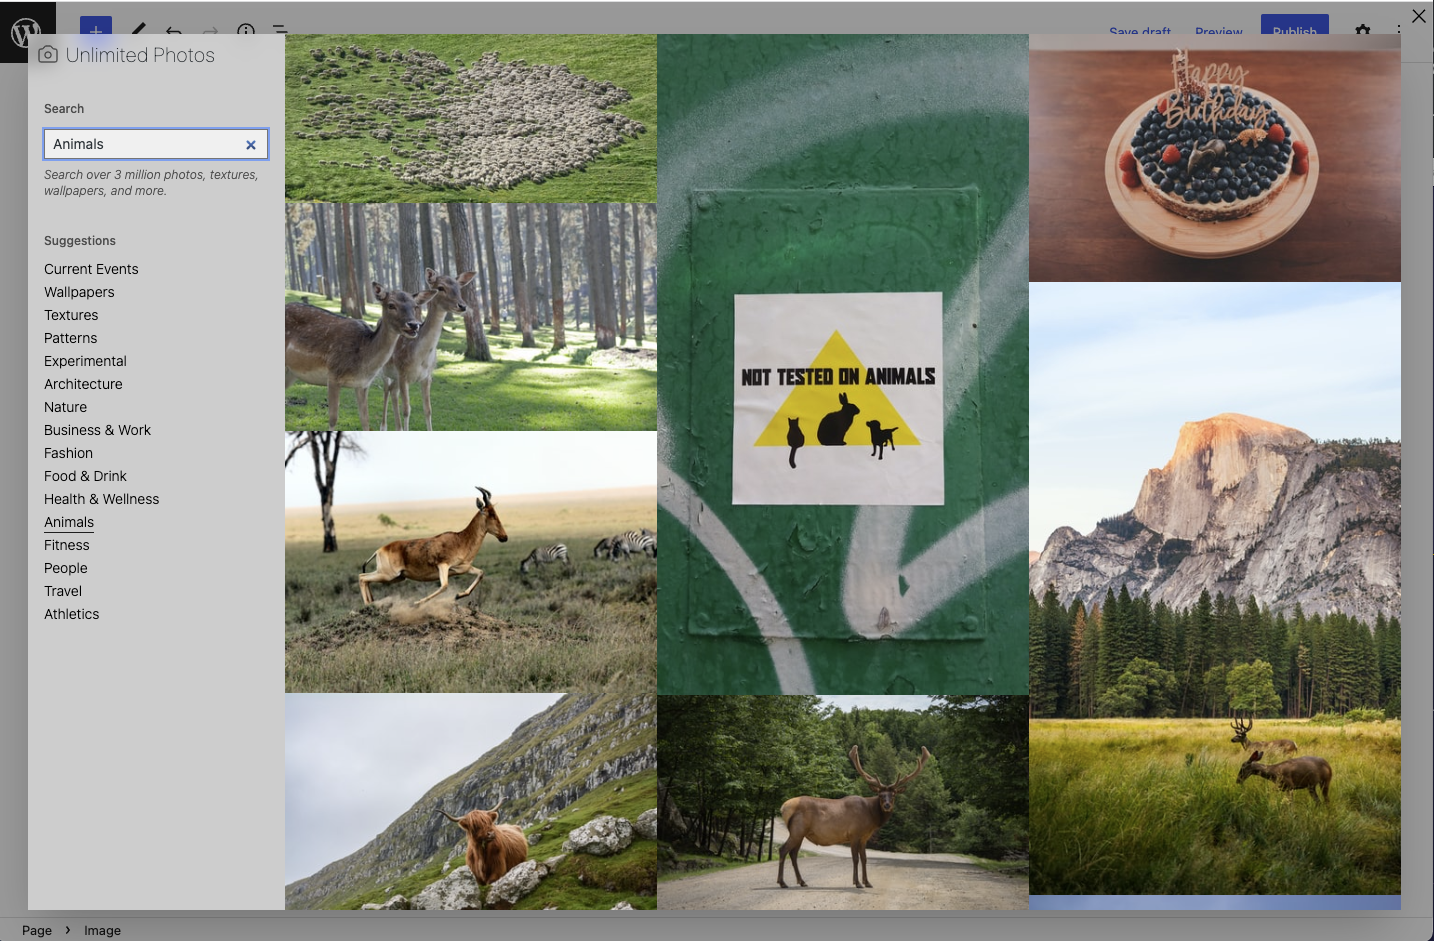 Save draft
Preview
Publish
Unlimited Photos
Search
Animals
Search over 3 million photos, textures,
wallpapers, and more.
Suggestions
Current Events
Wallpapers
Textures
Patterns
Experimental
Architecture
Nature
Business & Work
Fashion
Food & Drink
Health & Wellness
Animals
Fitness
People
Travel
Athletics
NOT TESTED ON ANIMALS
Happy
Birthday
Page
Image